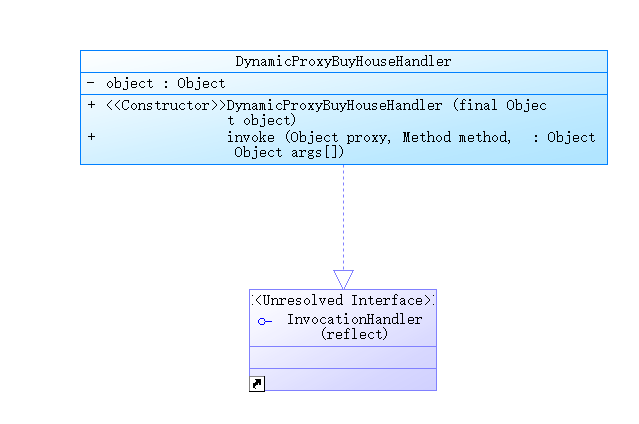 DynamicProxyBuyHouseHandler
- object : Object
+ <<Constructor>>DynamicProxyBuyHouseHandler (final Objec
t object)
+ invoke (Object proxy, Method method, : Object
Object args[])
<Unresolved Interface>
InvocationHandler
(reflect)